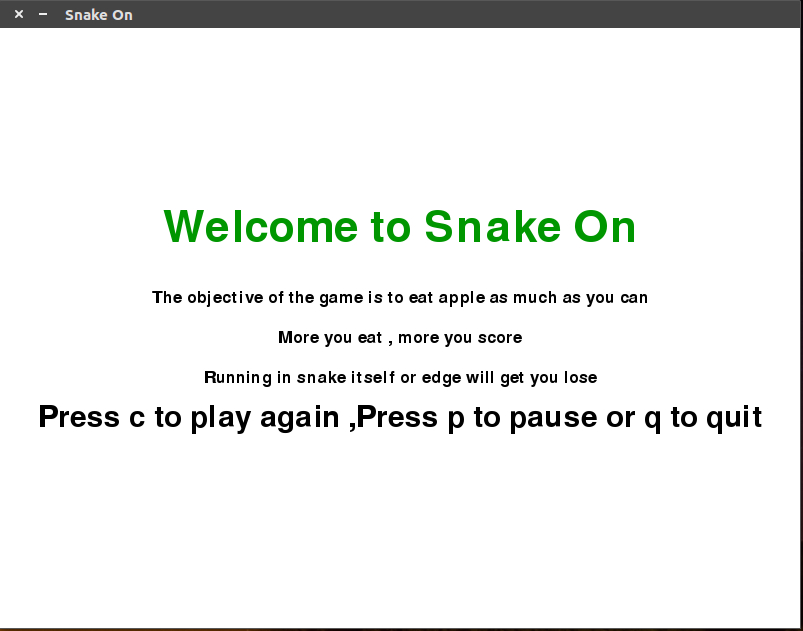 Snake On
Welcome to Snake On
The objective of the game is to eat apple as much as you can
More you eat , more you score
Running in snake itself or edge will get you lose
Press c to play again ,Press p to pause or q to quit